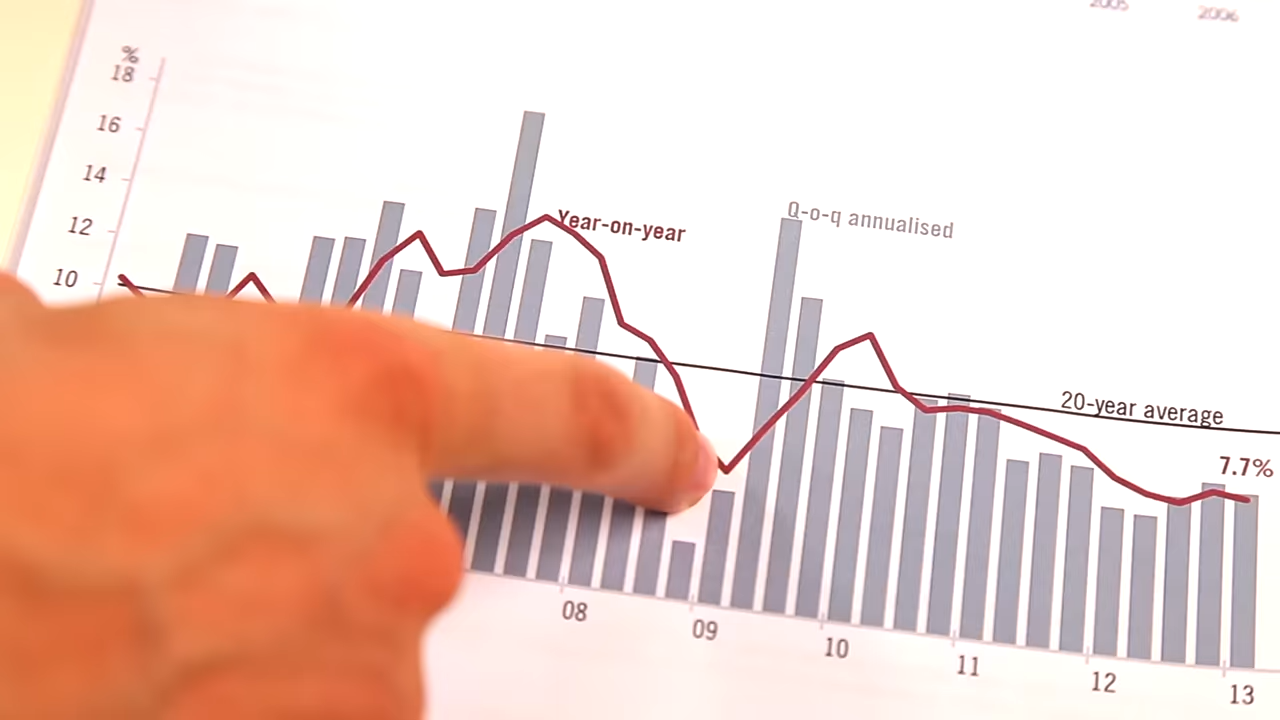 2005 2006
%
18
16
14
12
10
Year-on-year
Q-o-q annualised
20-year average
7.7%
08 09 10 11 12 13